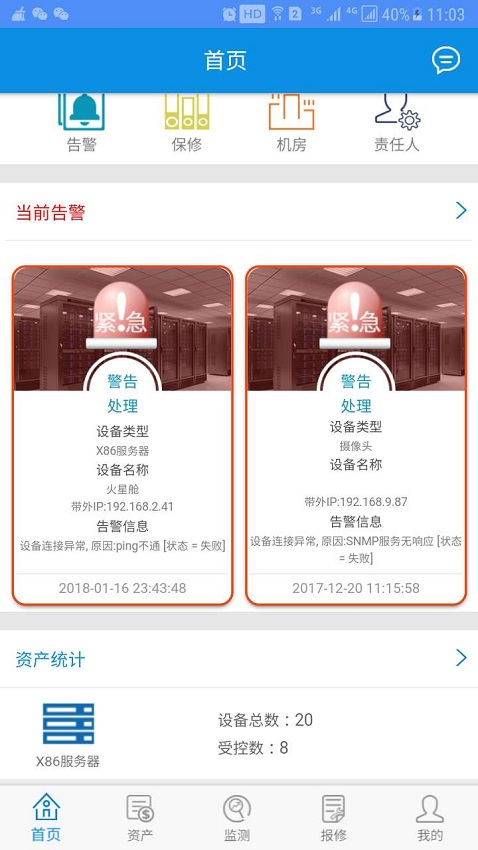 HD 2 3G 4G 40% 11:03
首页
告警 保修 机房 责任人
当前告警
紧急
警告
处理
设备类型
X86服务器
设备名称
火星舱
带外IP:192.168.2.41
告警信息
设备连接异常, 原因:ping不通 [状态 = 失败]
2018-01-16 23:43:48
紧急
警告
处理
设备类型
摄像头
设备名称
带外IP:192.168.9.87
告警信息
设备连接异常, 原因:SNMP服务无响应 [状态
= 失败]
2017-12-20 11:15:58
资产统计
X86服务器
设备总数：20
受控数：8
首页 资产 监测 报修 我的